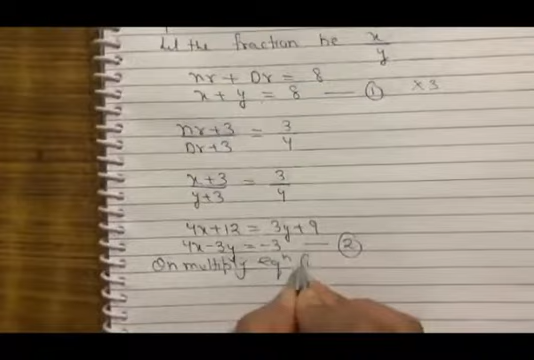 Let the fraction be x/y
nr + Dr = 8
x + y = 8 —— ① ×3
nr+3/Dr+3 = 3/4
x+3/y+3 = 3/4
4x+12 = 3y+9
4x-3y = -3 —— ②
On multiply eqn (